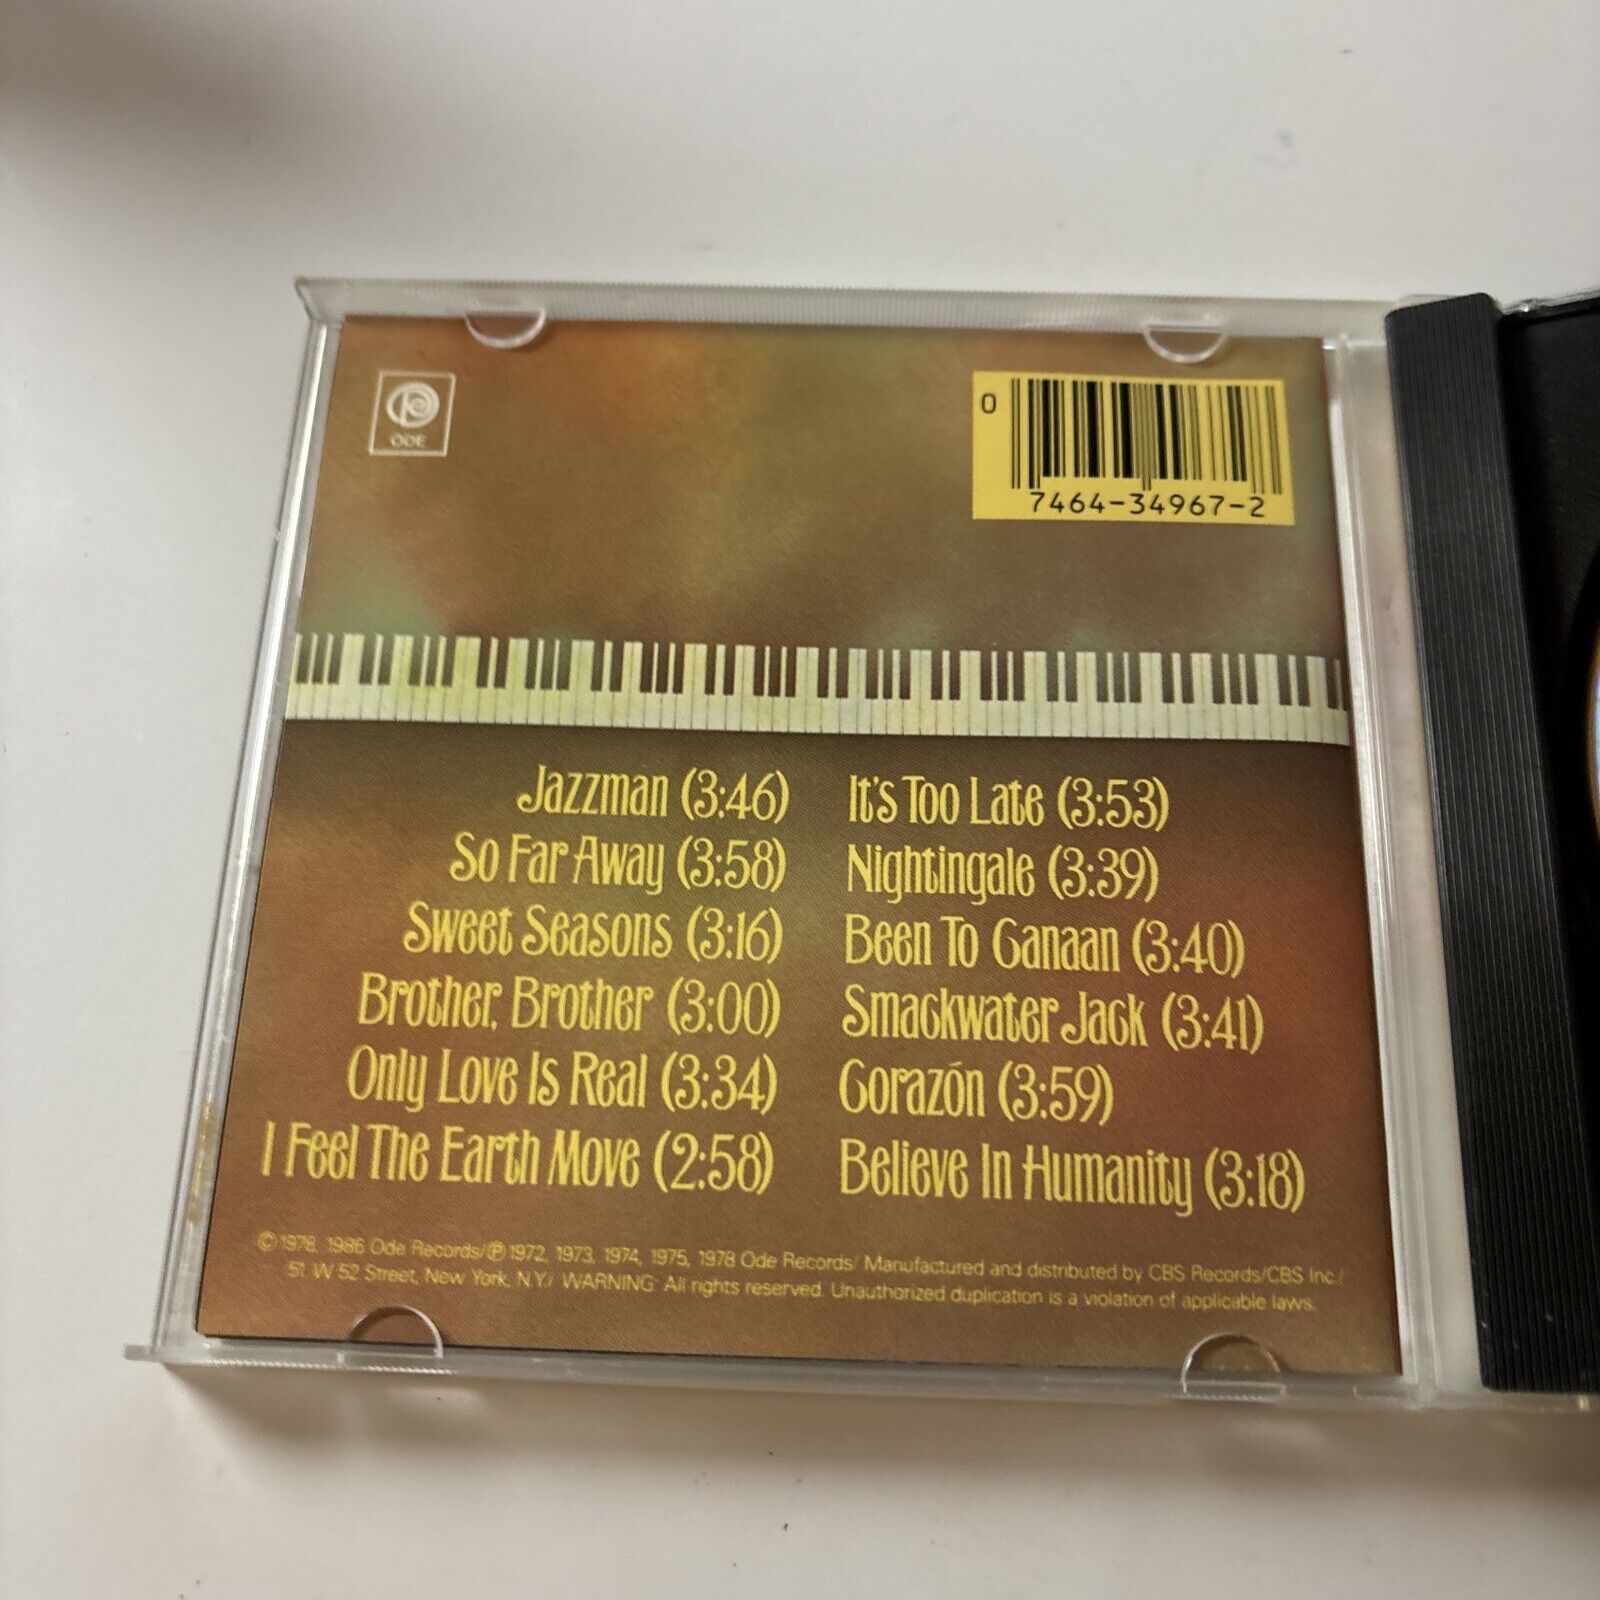 ODE
0
7464-34967-2
Jazzman (3:46)
So Far Away (3:58)
Sweet Seasons (3:16)
Brother, Brother (3:00)
Only Love Is Real (3:34)
I Feel The Earth Move (2:58)
It's Too Late (3:53)
Nightingale (3:39)
Been To Canaan (3:40)
Smackwater Jack (3:41)
Corazón (3:59)
Believe In Humanity (3:18)
© 1978, 1986 Ode Records/℗ 1972, 1973, 1974, 1975, 1978 Ode Records/ Manufactured and distributed by CBS Records/CBS Inc./
51 W 52 Street, New York, N.Y./ WARNING: All rights reserved. Unauthorized duplication is a violation of applicable laws.